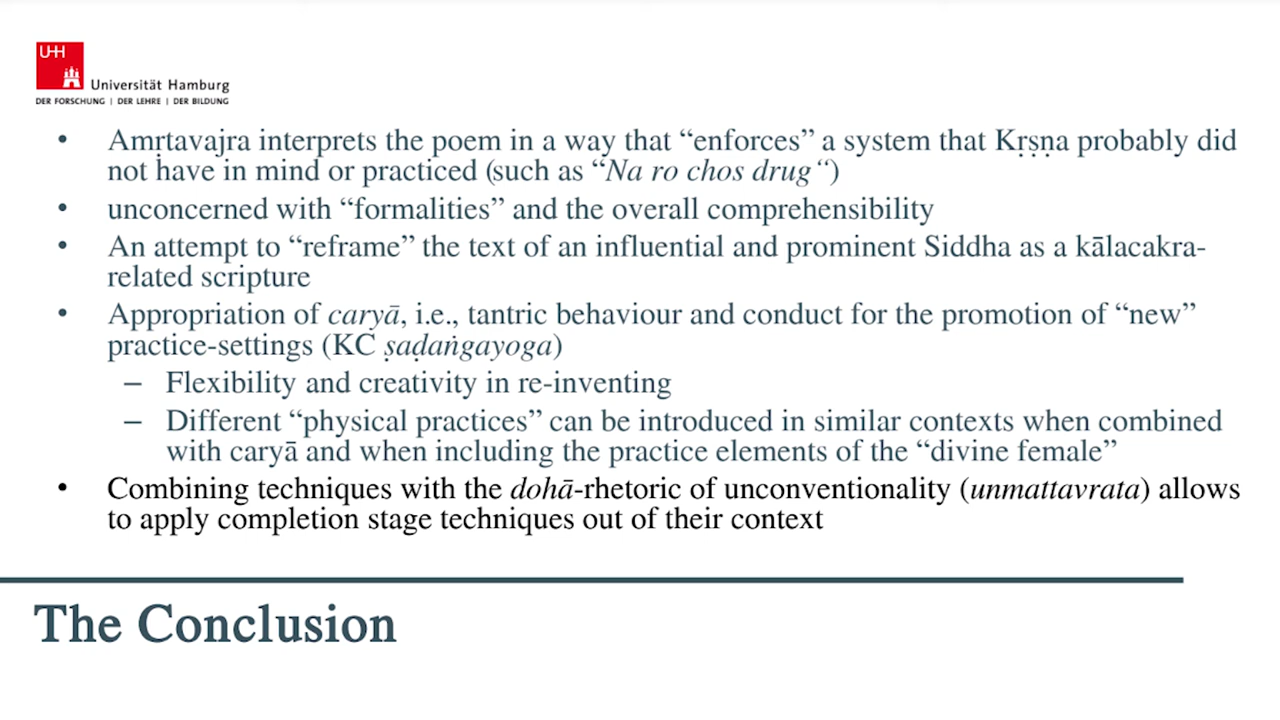 UHH
Universität Hamburg
DER FORSCHUNG | DER LEHRE | DER BILDUNG
• Amṛtavajra interprets the poem in a way that “enforces” a system that Kṛṣṇa probably did
not have in mind or practiced (such as “Na ro chos drug“)
• unconcerned with “formalities” and the overall comprehensibility
• An attempt to “reframe” the text of an influential and prominent Siddha as a kālacakra-
related scripture
• Appropriation of caryā, i.e., tantric behaviour and conduct for the promotion of “new”
practice-settings (KC ṣaḍaṅgayoga)
– Flexibility and creativity in re-inventing
– Different “physical practices” can be introduced in similar contexts when combined
with caryā and when including the practice elements of the “divine female”
• Combining techniques with the dohā-rhetoric of unconventionality (unmattavrata) allows
to apply completion stage techniques out of their context
The Conclusion